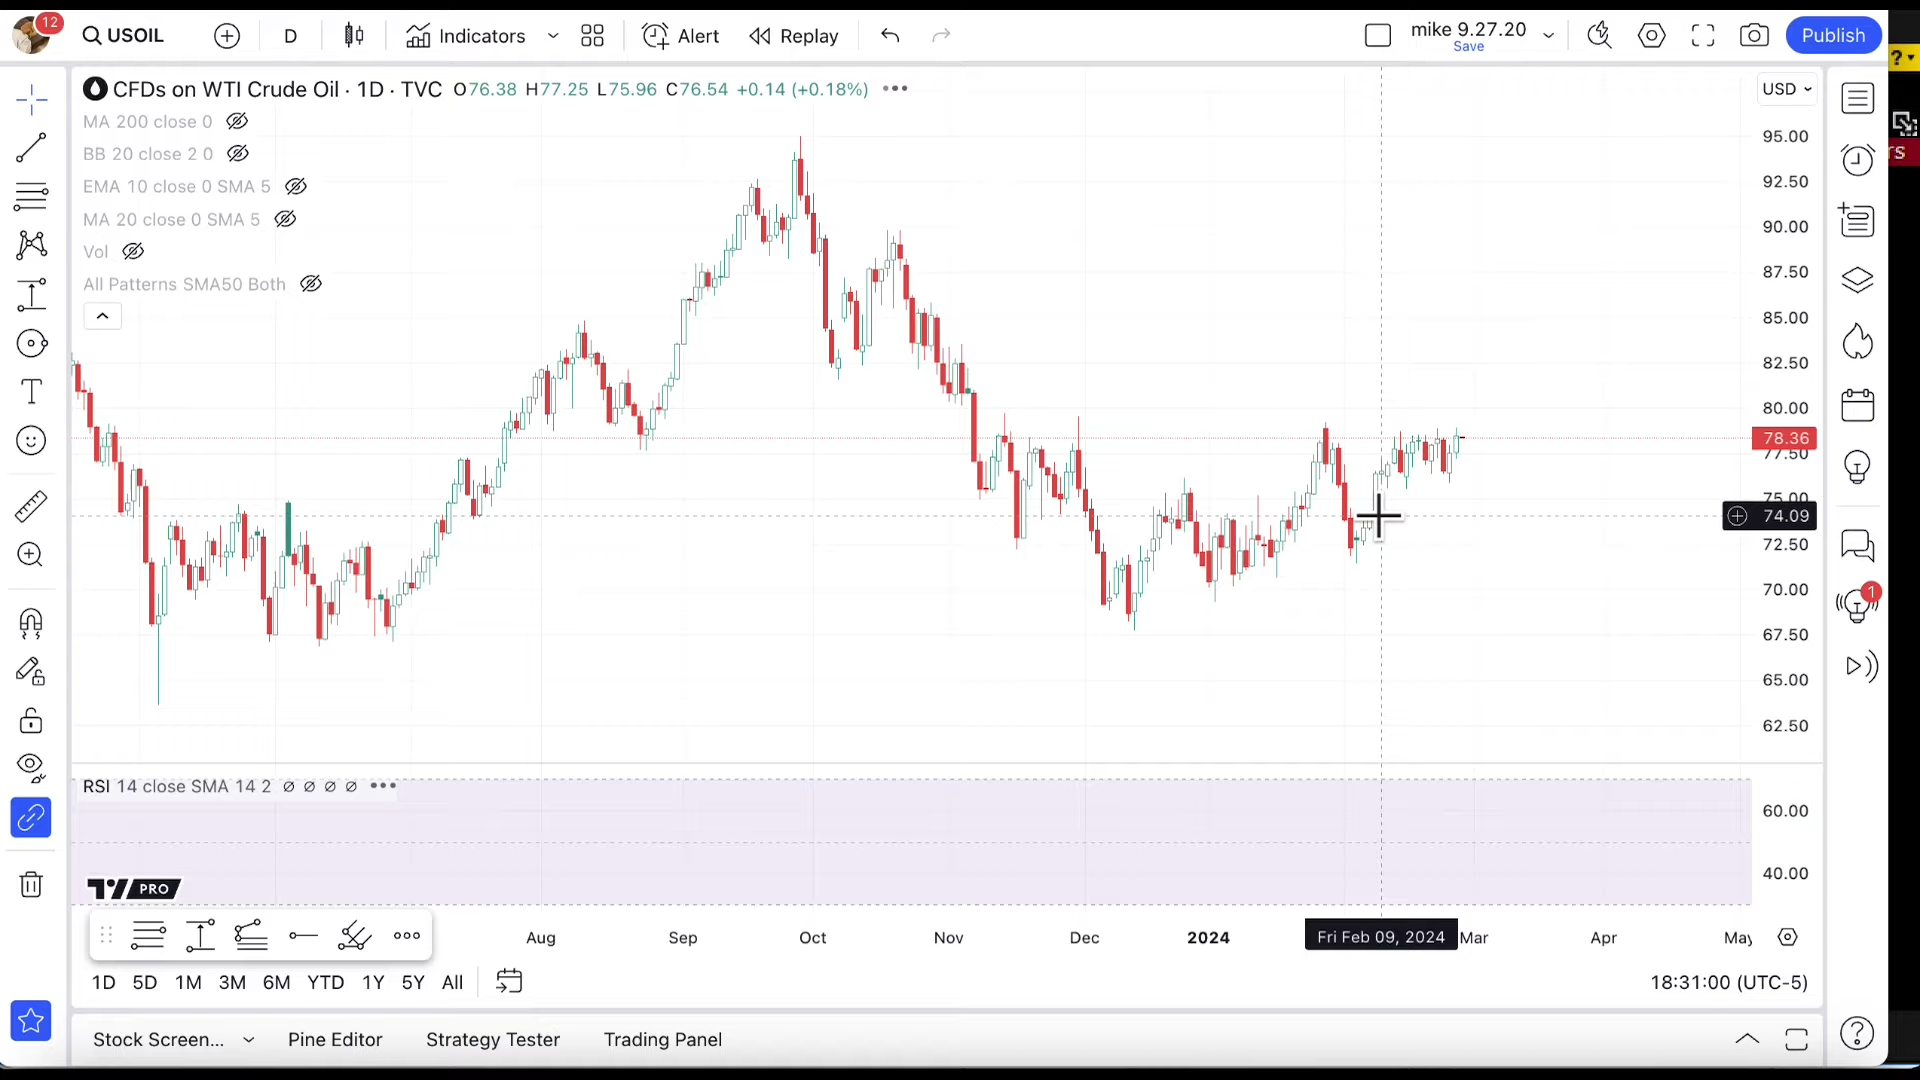 12
USOIL
D
Indicators
Alert
Replay
mike 9.27.20
Save
Publish
?
CFDs on WTI Crude Oil · 1D · TVC O76.38 H77.25 L75.96 C76.54 +0.14 (+0.18%)
USD
MA 200 close 0
BB 20 close 2 0
EMA 10 close 0 SMA 5
MA 20 close 0 SMA 5
Vol
All Patterns SMA50 Both
rs
95.00
92.50
90.00
87.50
85.00
82.50
80.00
78.36
77.50
75.00
74.09
72.50
70.00
67.50
65.00
62.50
1
RSI 14 close SMA 14 2 ∅ ∅ ∅ ∅
60.00
40.00
PRO
Aug Sep Oct Nov Dec 2024 Fri Feb 09, 2024 Mar Apr May
1D 5D 1M 3M 6M YTD 1Y 5Y All
18:31:00 (UTC-5)
Stock Screen... Pine Editor Strategy Tester Trading Panel